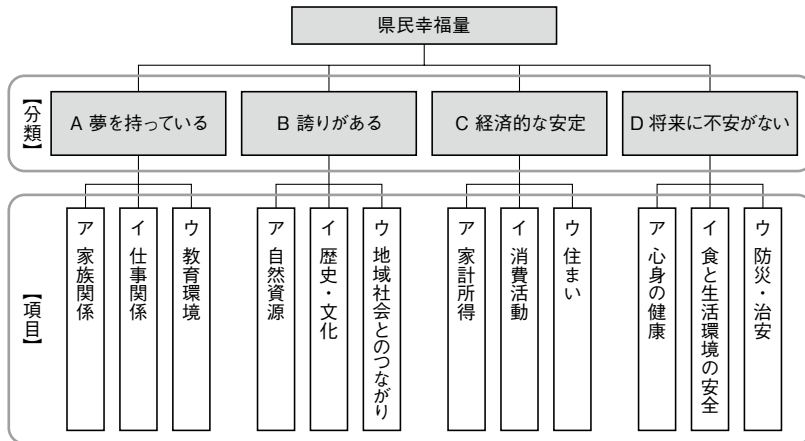 県民幸福量
【分類】
A 夢を持っている
B 誇りがある
C 経済的な安定
D 将来に不安がない
【項目】
ア 家族関係
イ 仕事関係
ウ 教育環境
ア 自然資源
イ 歴史・文化
ウ 地域社会とのつながり
ア 家計所得
イ 消費活動
ウ 住まい
ア 心身の健康
イ 食と生活環境の安全
ウ 防災・治安